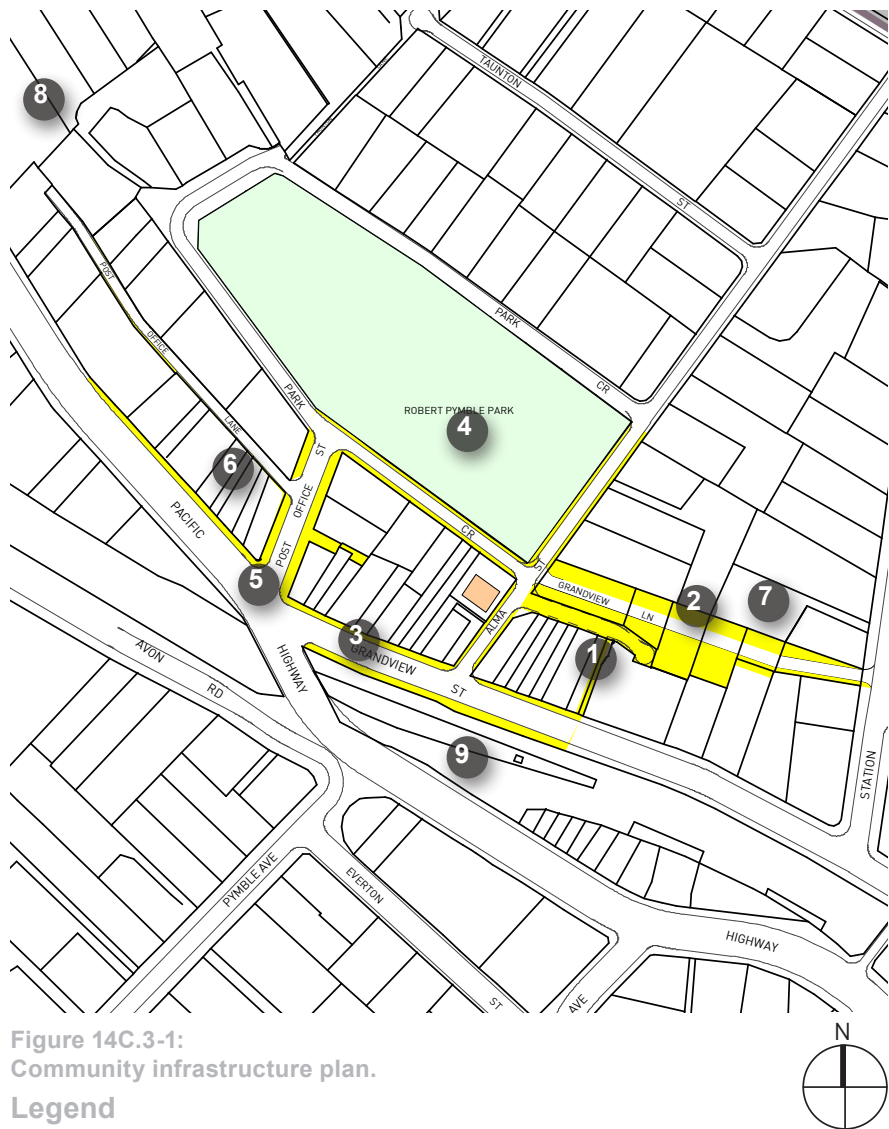 8
TAUNTON
ST
POST
OFFICE
LANE
PARK
PARK
CR
ROBERT PYMBLE PARK
4
ST
6
OFFICE
PACIFIC
CR
POST
5
ST
GRANDVIEW
LN
2
7
ALMA
3
GRANDVIEW
ST
1
AVON
RD
HIGHWAY
9
STATION
PYMBLE AVE
EVERTON
HIGHWAY
ST
AVE
Figure 14C.3-1:
Community infrastructure plan.
Legend
N